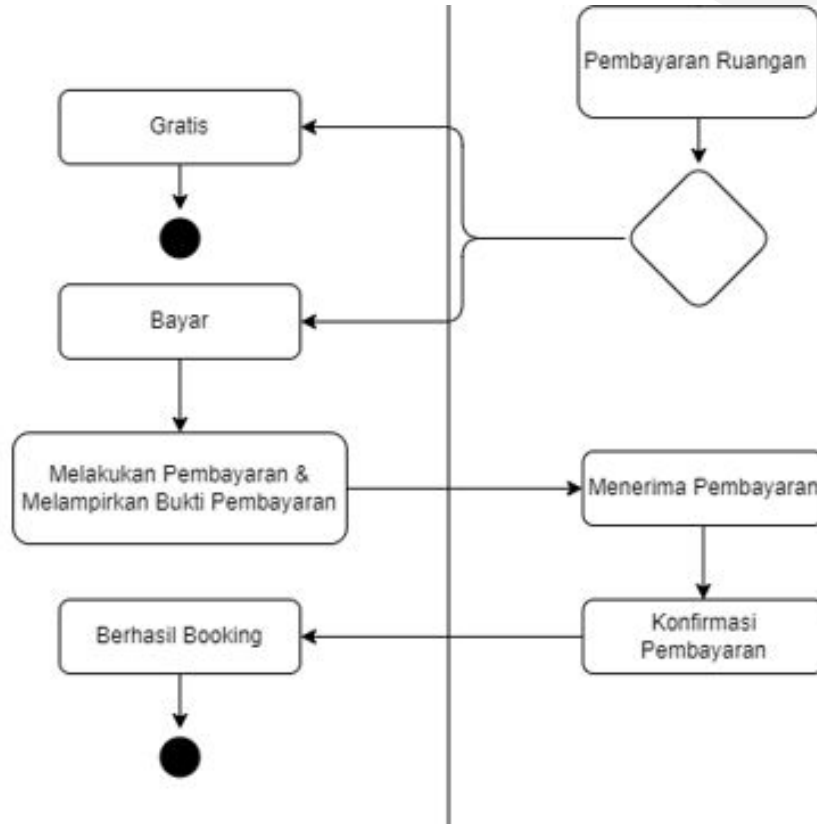 Pembayaran Ruangan
Gratis
Bayar
Melakukan Pembayaran &
Melampirkan Bukti Pembayaran
Menerima Pembayaran
Konfirmasi
Pembayaran
Berhasil Booking